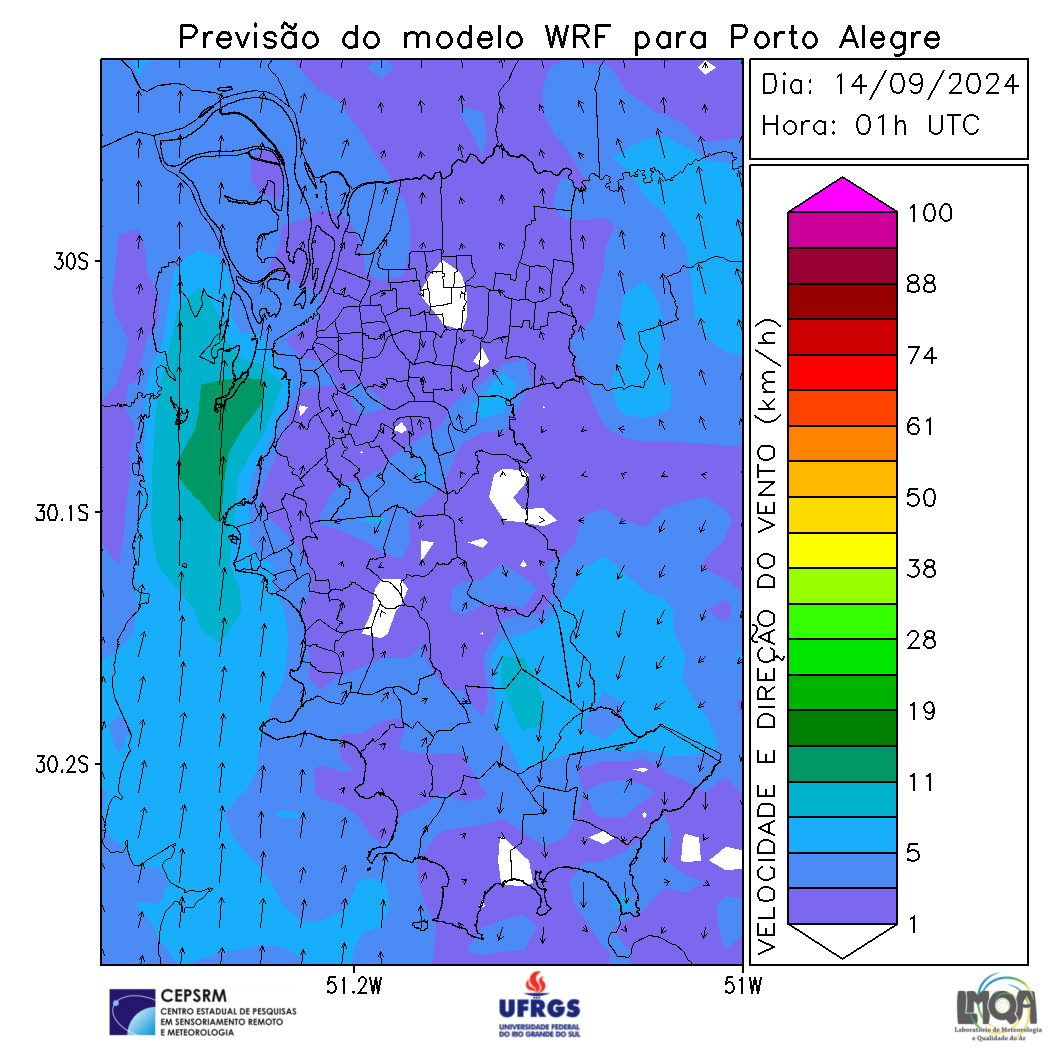 Previsão do modelo WRF para Porto Alegre
Dia: 14/09/2024
Hora: 01h UTC
30S
30.1S
30.2S
51.2W
51W
VELOCIDADE E DIREÇÃO DO VENTO (km/h)
100
88
74
61
50
38
28
19
11
5
1
CEPSRM
CENTRO ESTADUAL DE PESQUISAS
EM SENSORIAMENTO REMOTO
E METEOROLOGIA
UFRGS
UNIVERSIDADE FEDERAL
DO RIO GRANDE DO SUL
LMQA
Laboratório de Meteorologia
e Qualidade do Ar